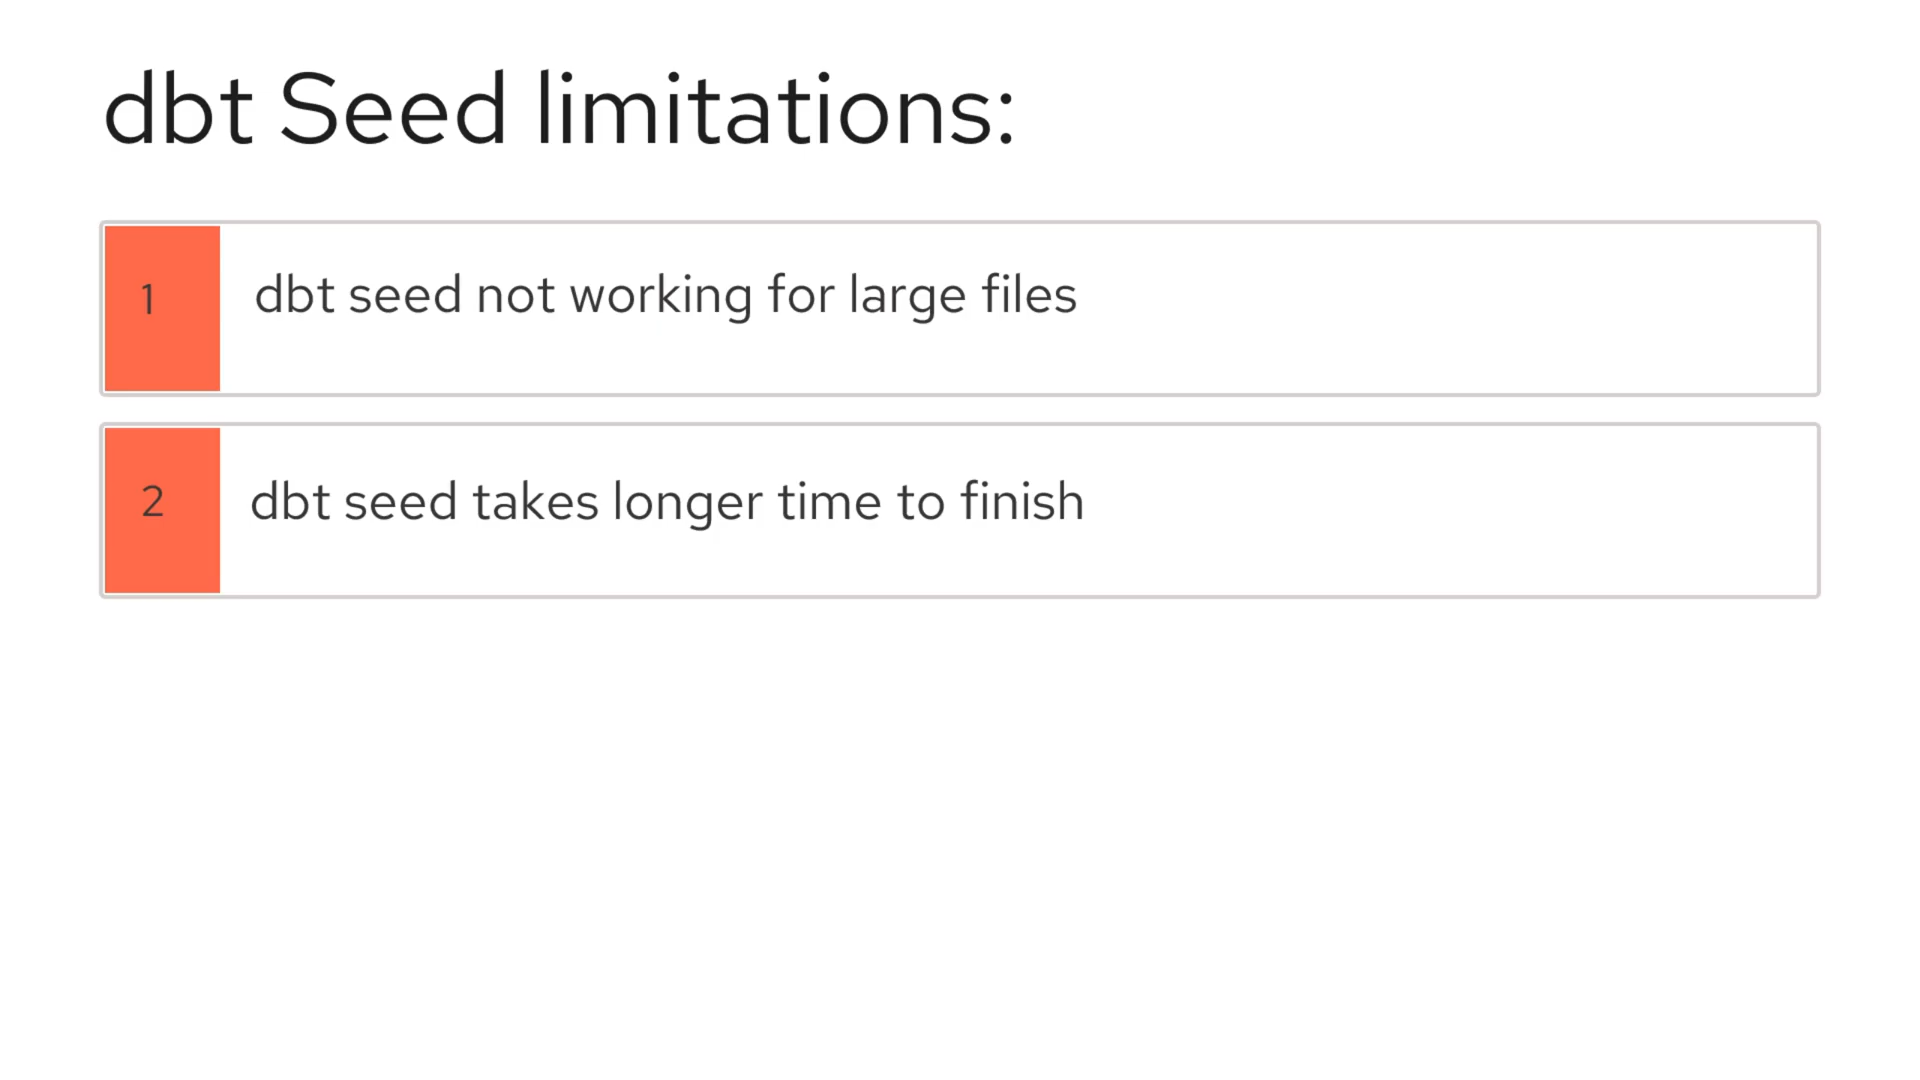 dbt Seed limitations:
1 dbt seed not working for large files
2 dbt seed takes longer time to finish